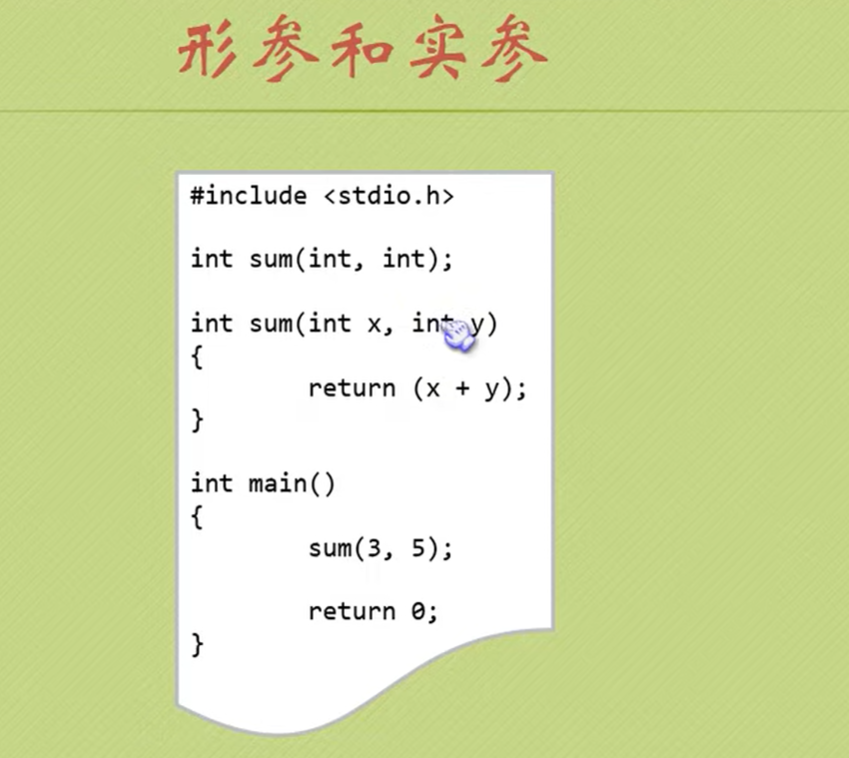 形参和实参
#include <stdio.h>
int sum(int, int);
int sum(int x, int y)
{
return (x + y);
}
int main()
{
sum(3, 5);
return 0;
}